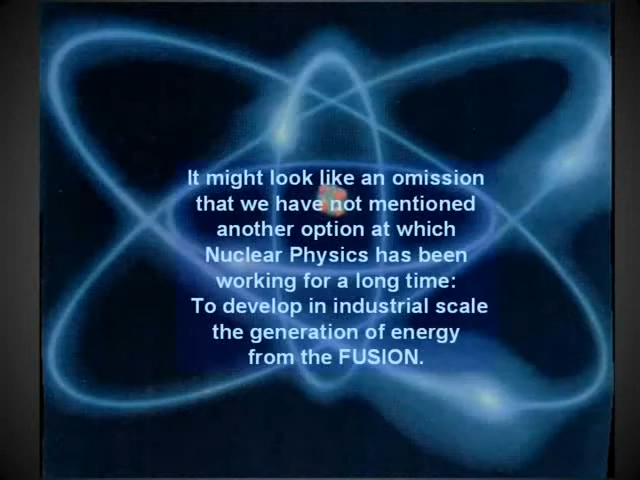 It might look like an omission
that we have not mentioned
another option at which
Nuclear Physics has been
working for a long time:
To develop in industrial scale
the generation of energy
from the FUSION.